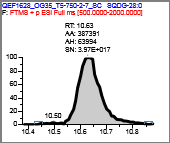 QEF1628_OG35_T5-750-2-7_SC SQDG-28:0
F: FTMS + p ESI Full ms [500.0000-2000.0000]
RT: 10.63
AA: 387391
AH: 63994
SN: 3.97E+017
100
80
60
40
20
0
10.50
10.4 10.5 10.6 10.7 10.8